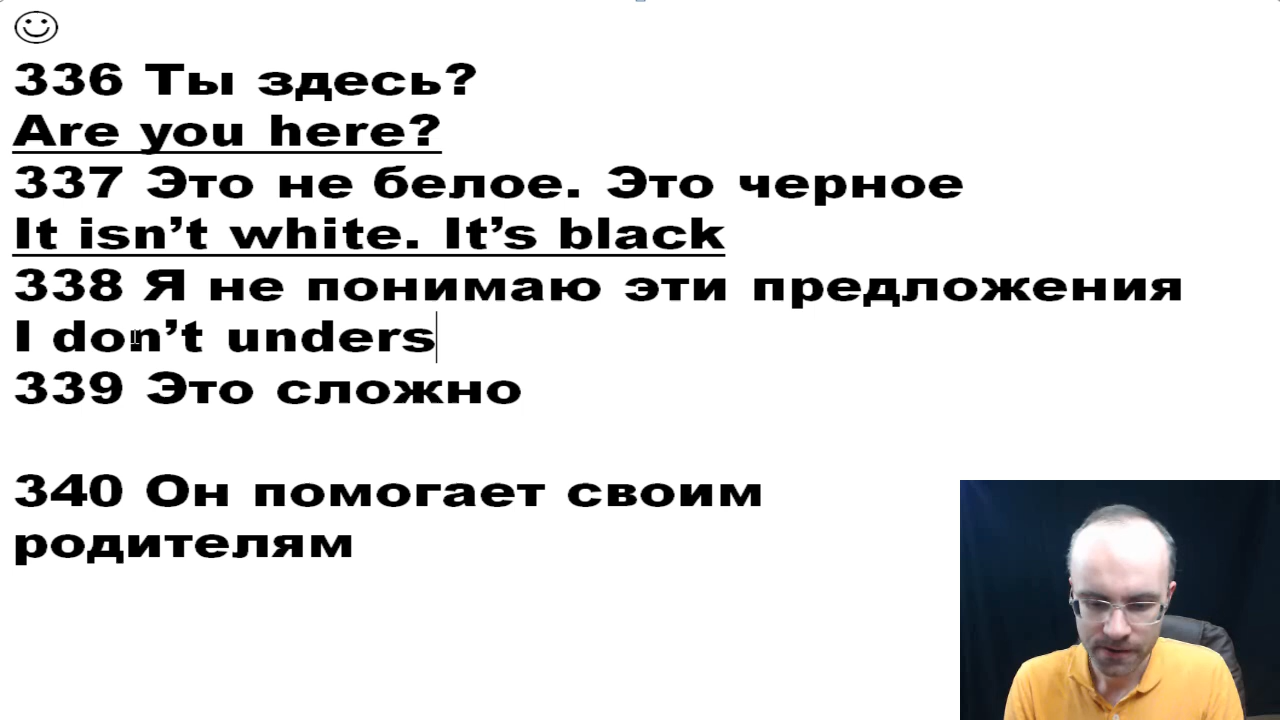 336 Ты здесь?
Are you here?
337 Это не белое. Это черное
It isn’t white. It’s black
338 Я не понимаю эти предложения
I don’t unders
339 Это сложно
340 Он помогает своим
родителям